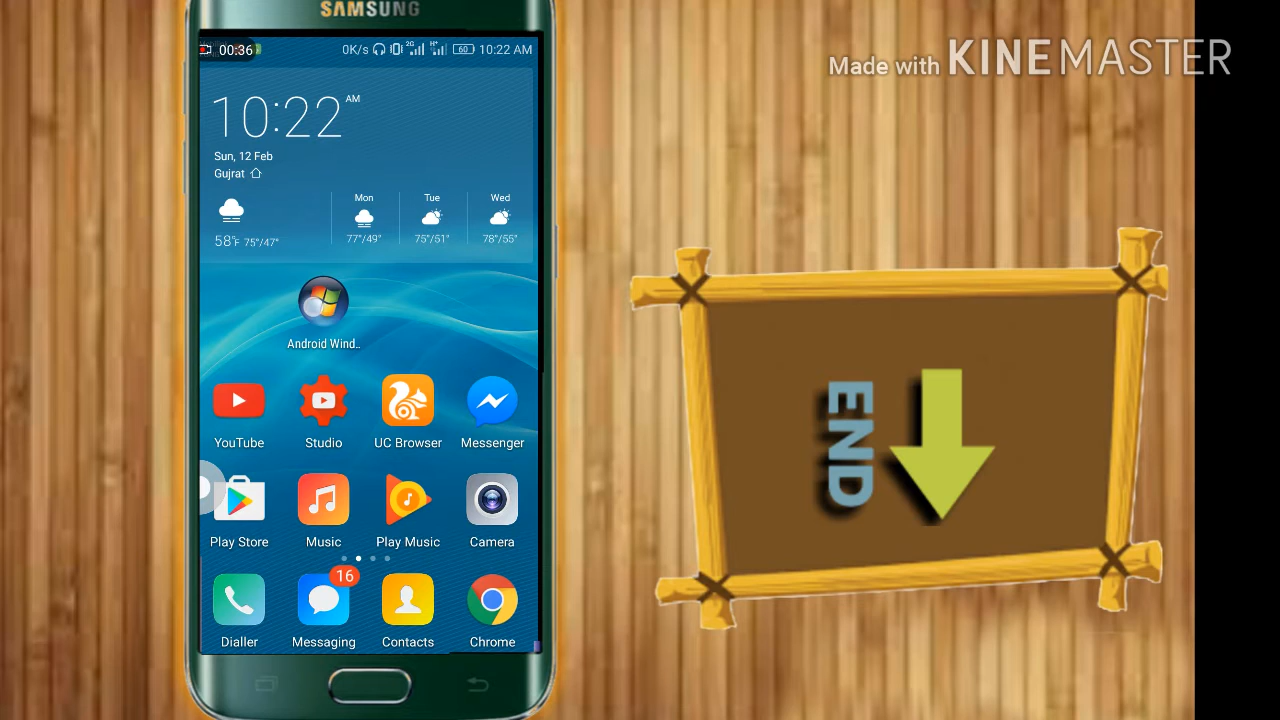 SAMSUNG
00:36 0K/s 60 10:22 AM
10:22 AM
Sun, 12 Feb
Gujrat
Mon Tue Wed
58°F 75°/47° 77°/49° 75°/51° 78°/55°
Android Wind..
YouTube Studio UC Browser Messenger
Play Store Music Play Music Camera
16
Dialler Messaging Contacts Chrome
Made with KINEMASTER
END